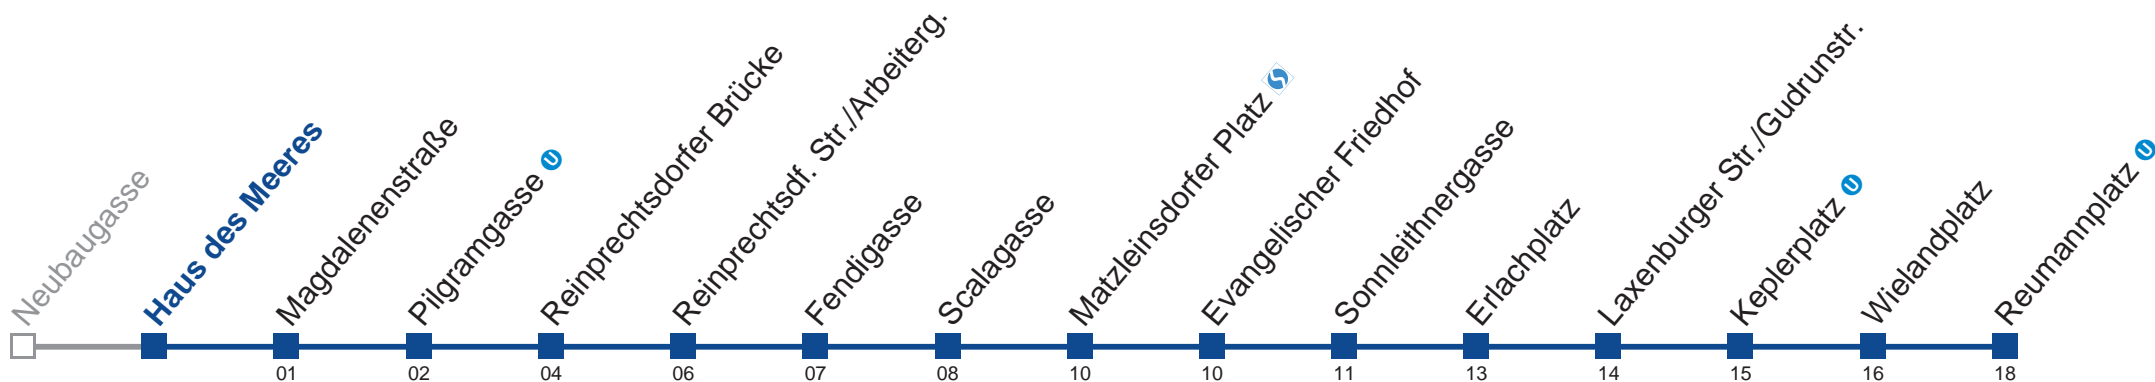 Neubaugasse
Haus des Meeres
Magdalenenstraße
Pilgramgasse U
Reinprechtsdorfer Brücke
Reinprechtsdf. Str./Arbeiterg.
Fendigasse
Scalagasse
Matzleinsdorfer Platz S
Evangelischer Friedhof
Sonnleithnergasse
Erlachplatz
Laxenburger Str./Gudrunstr.
Keplerplatz U
Wielandplatz
Reumannplatz U
01 02 04 06 07 08 10 10 11 13 14 15 16 18